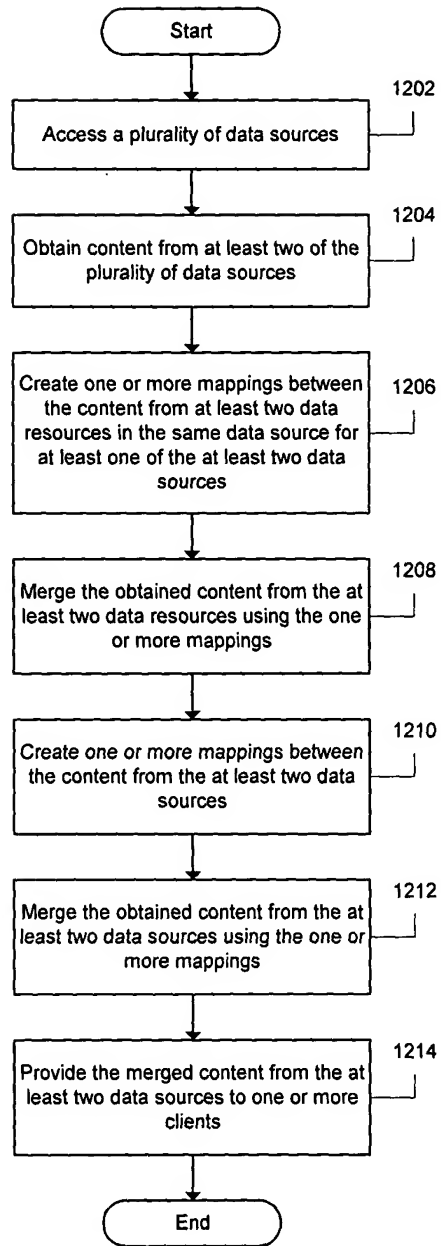 Start
1202
Access a plurality of data sources
1204
Obtain content from at least two of the
plurality of data sources
1206
Create one or more mappings between
the content from at least two data
resources in the same data source for
at least one of the at least two data
sources
1208
Merge the obtained content from the at
least two data resources using the one
or more mappings
1210
Create one or more mappings between
the content from the at least two data
sources
1212
Merge the obtained content from the at
least two data sources using the one or
more mappings
1214
Provide the merged content from the at
least two data sources to one or more
clients
End